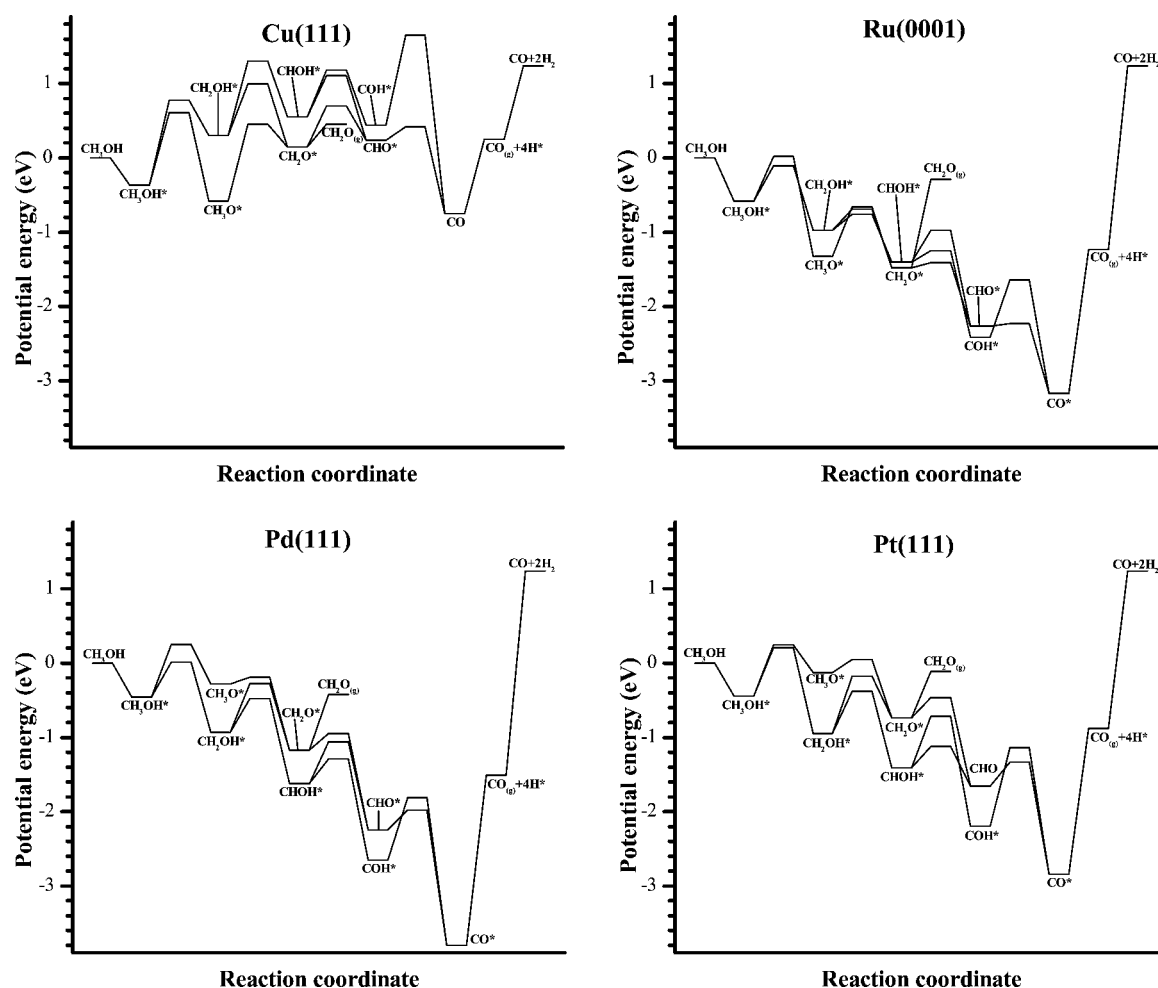 Cu(111)
CO+2H₂
1
CH₂OH*
CHOH*
COH*
CH₃OH
0
CH₃OH*
CH₃O*
CH₂O*
CH₂O(g)
CHO*
CO(g)+4H*
CO
-1
-2
-3
Potential energy (eV)
Reaction coordinate
Ru(0001)
CO+2H₂
1
CH₃OH
0
CH₃OH*
CH₂OH*
CHOH*
CH₂O(g)
-1
CH₃O*
CH₂O*
CO(g)+4H*
CHO*
-2
COH*
-3
CO*
Potential energy (eV)
Reaction coordinate
Pd(111)
CO+2H₂
1
CH₃OH
0
CH₃OH*
CH₃O*
CH₂O(g)
CH₂O*
CH₂OH*
-1
CHOH*
CO(g)+4H*
CHO*
-2
COH*
-3
CO*
Potential energy (eV)
Reaction coordinate
Pt(111)
CO+2H₂
1
CH₃OH
0
CH₃OH*
CH₃O*
CH₂O(g)
CH₂O*
CH₂OH*
-1
CO(g)+4H*
CHOH*
CHO
-2
COH*
-3
CO*
Potential energy (eV)
Reaction coordinate